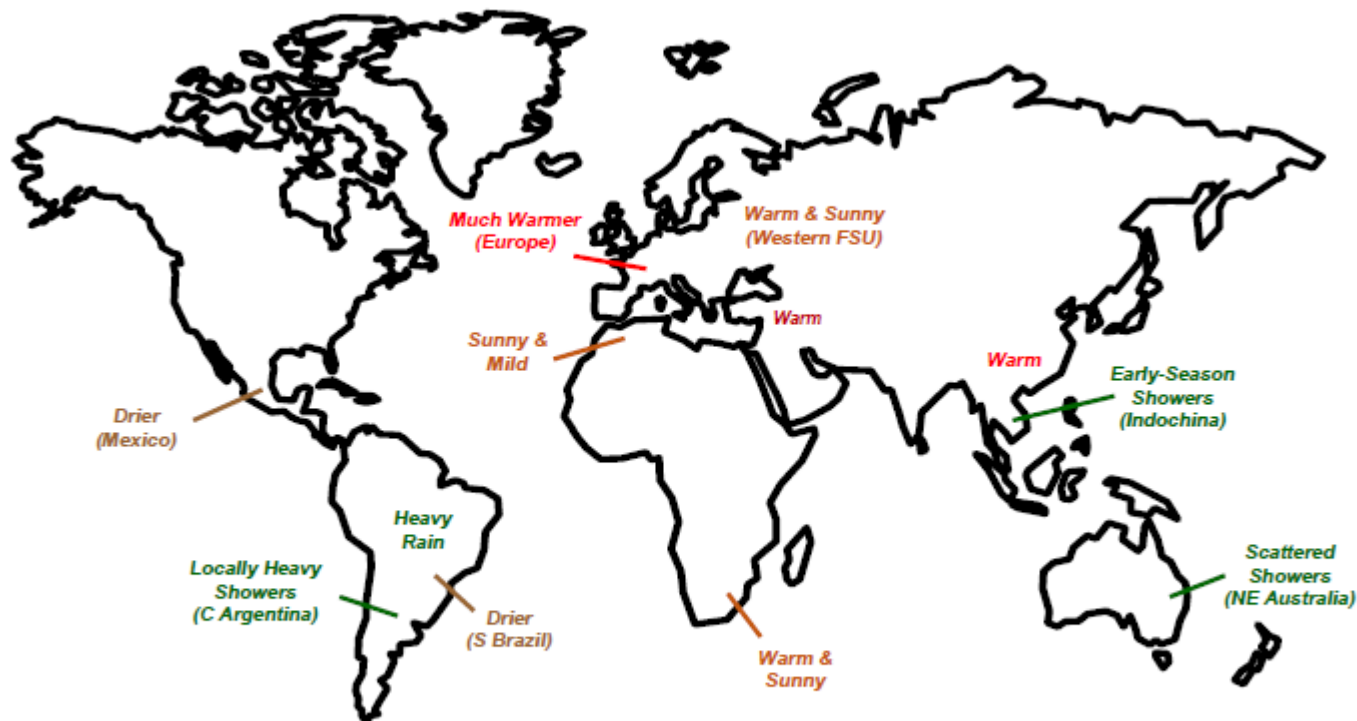 Much Warmer
(Europe)
Warm & Sunny
(Western FSU)
Warm
Sunny &
Mild
Warm
Early-Season
Showers
(Indochina)
Drier
(Mexico)
Heavy
Rain
Locally Heavy
Showers
(C Argentina)
Drier
(S Brazil)
Warm &
Sunny
Scattered
Showers
(NE Australia)